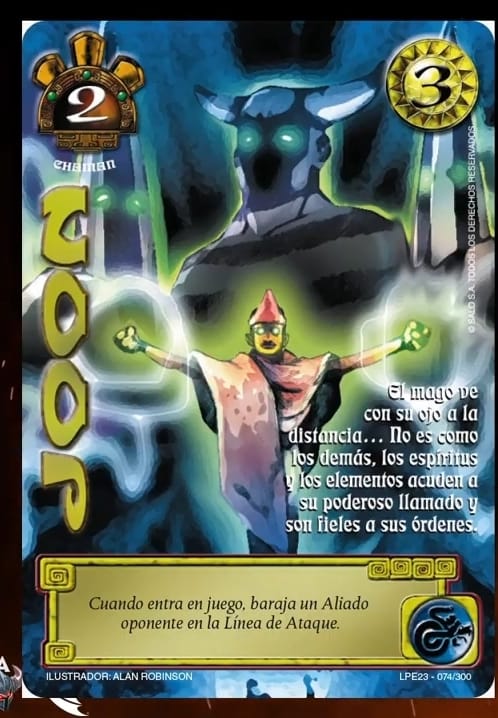 2
3
CHAMAN
TOOJ
© SALO S.A. TODOS LOS DERECHOS RESERVADOS
El mago ve
con su ojo a la
distancia... No es como
los demás, los espíritus
y los elementos acuden a
su poderoso llamado y
son fieles a sus órdenes.
Cuando entra en juego, baraja un Aliado
oponente en la Línea de Ataque.
ILUSTRADOR: ALAN ROBINSON
LPE23 - 074/300